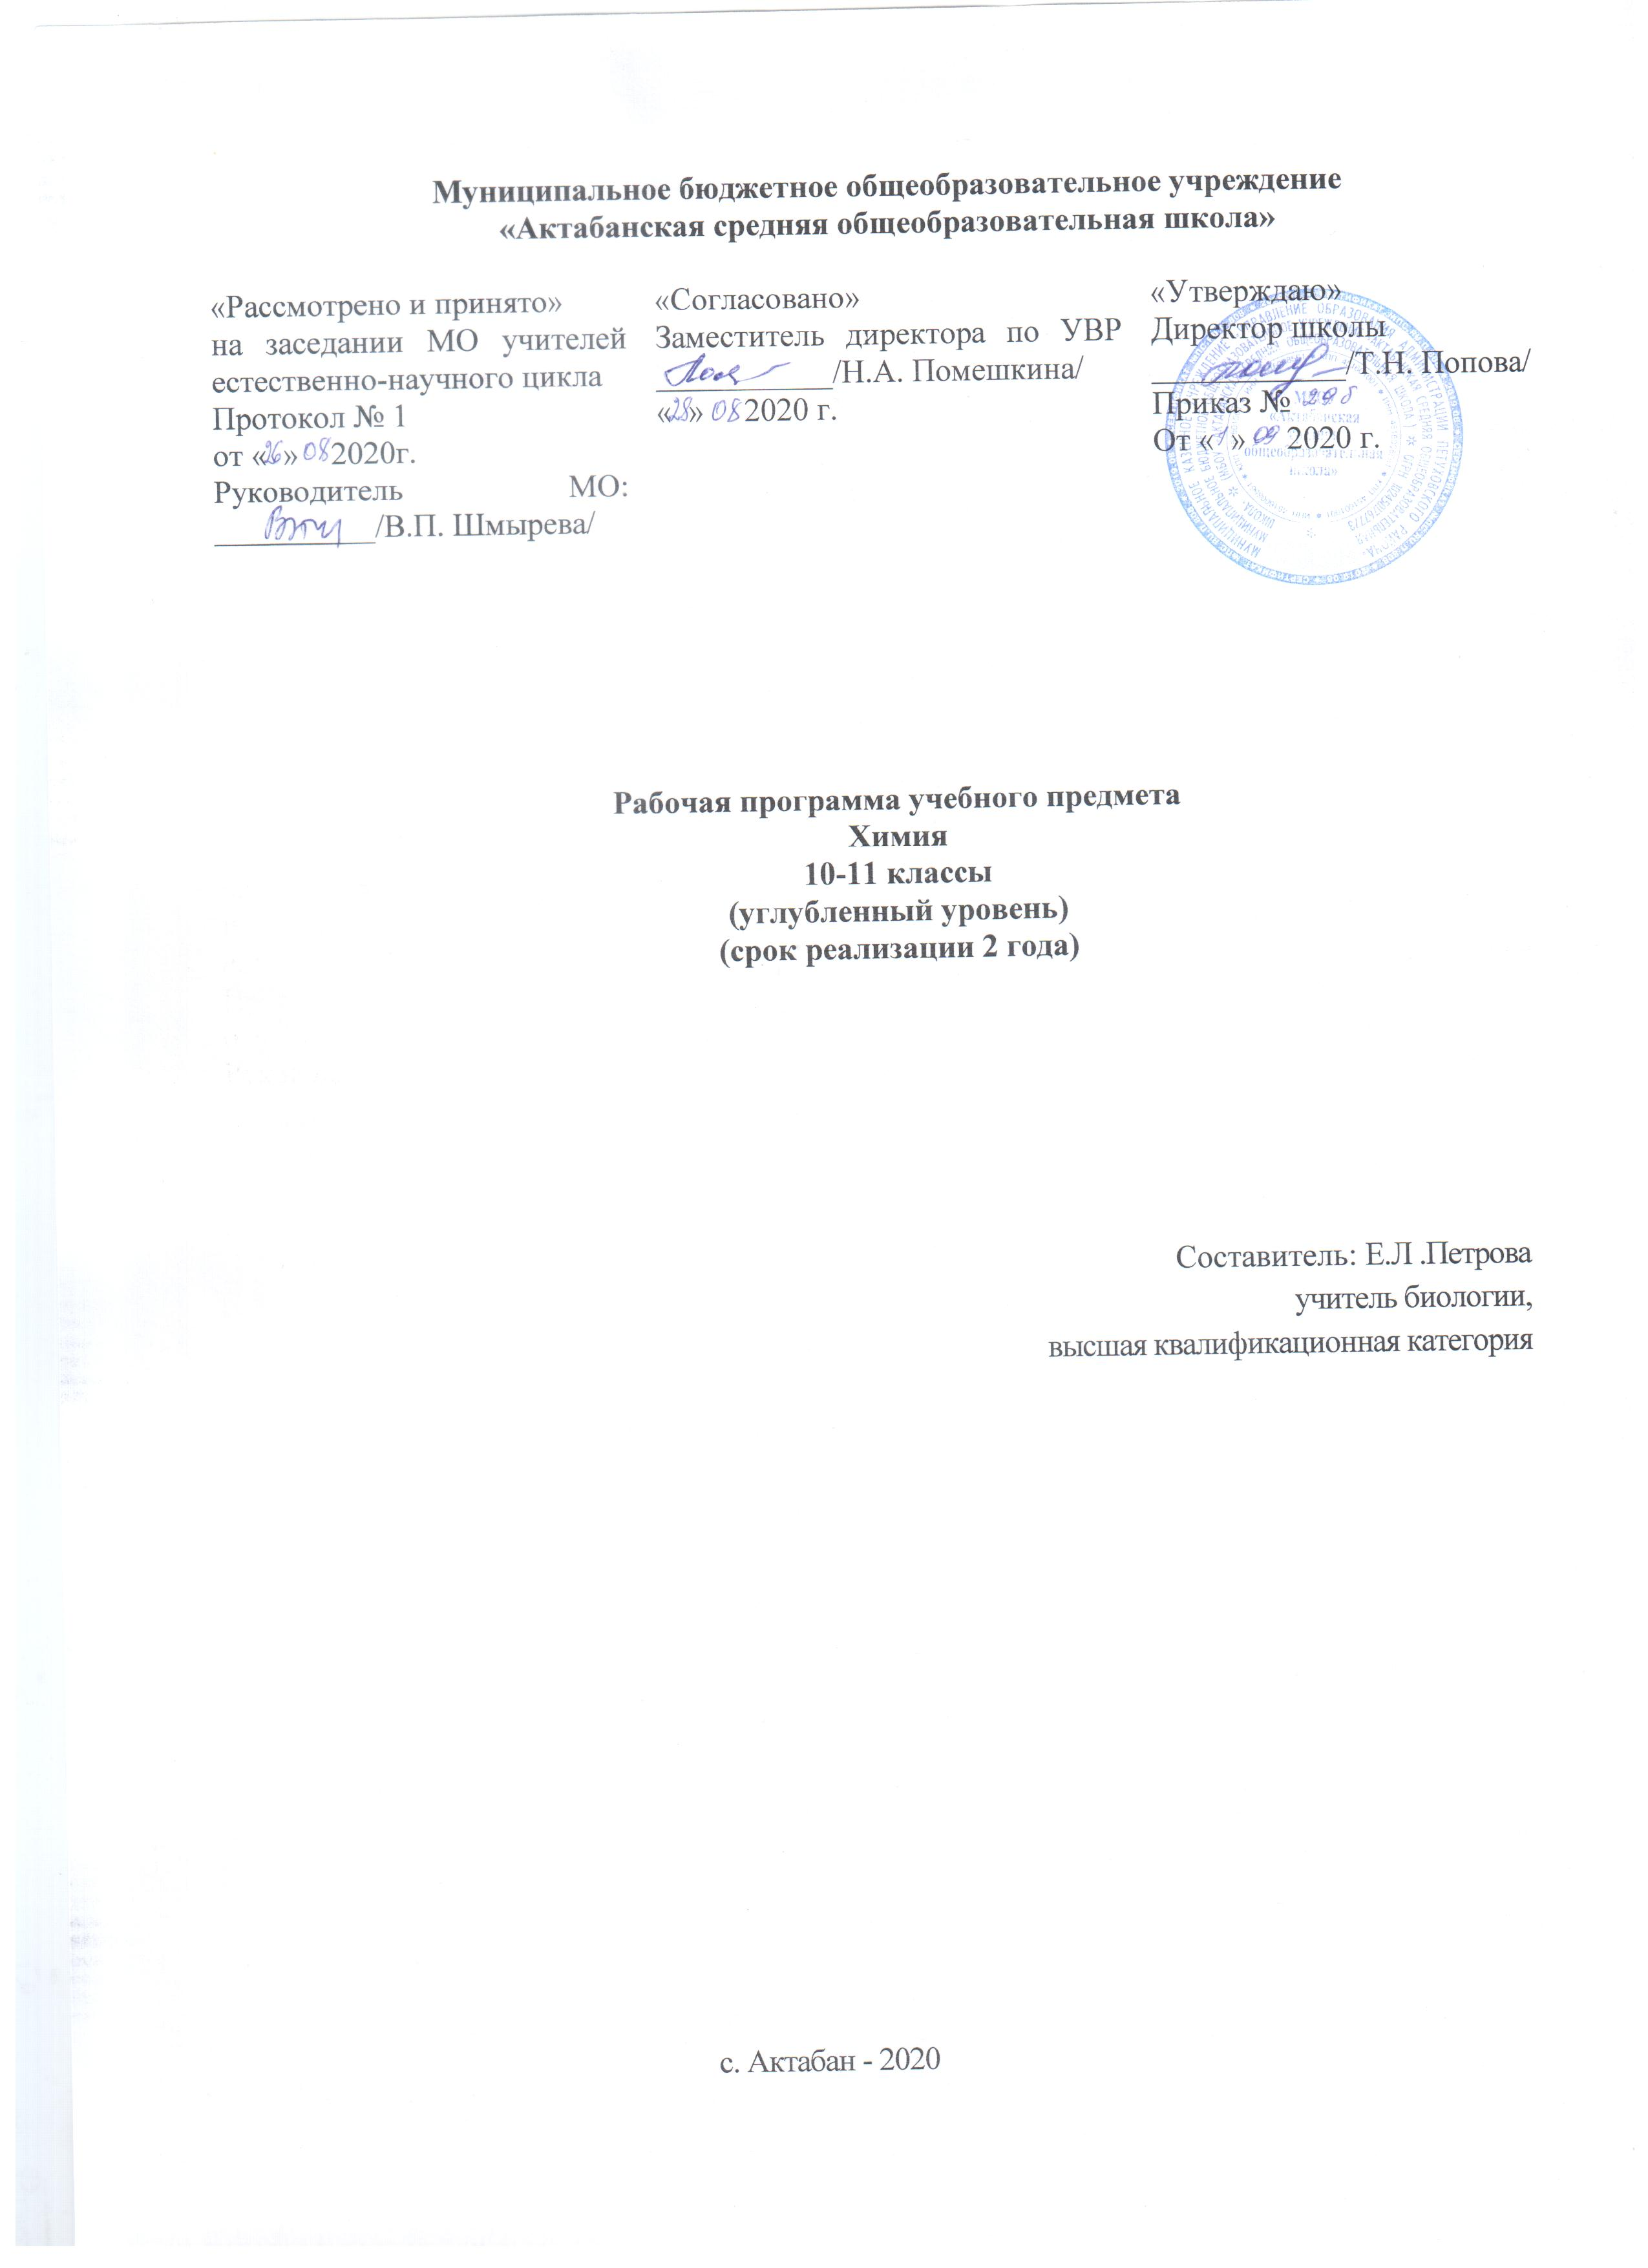 Муниципальное бюджетное общеобразовательное учреждение
«Актабанская средняя общеобразовательная школа»
«Рассмотрено и принято»
на заседании МО учителей
естественно-научного цикла
Протокол № 1
от «26» 08 2020г.
Руководитель МО:
/В.П. Шмырева/
«Согласовано»
Заместитель директора по УВР
/Н.А. Помешкина/
«28» 08 2020 г.
«Утверждаю»
Директор школы
/Т.Н. Попова/
Приказ №
От «1» 09 2020 г.
Рабочая программа учебного предмета
Химия
10-11 классы
(углубленный уровень)
(срок реализации 2 года)
Составитель: Е.Л .Петрова
учитель биологии,
высшая квалификационная категория
с. Актабан - 2020